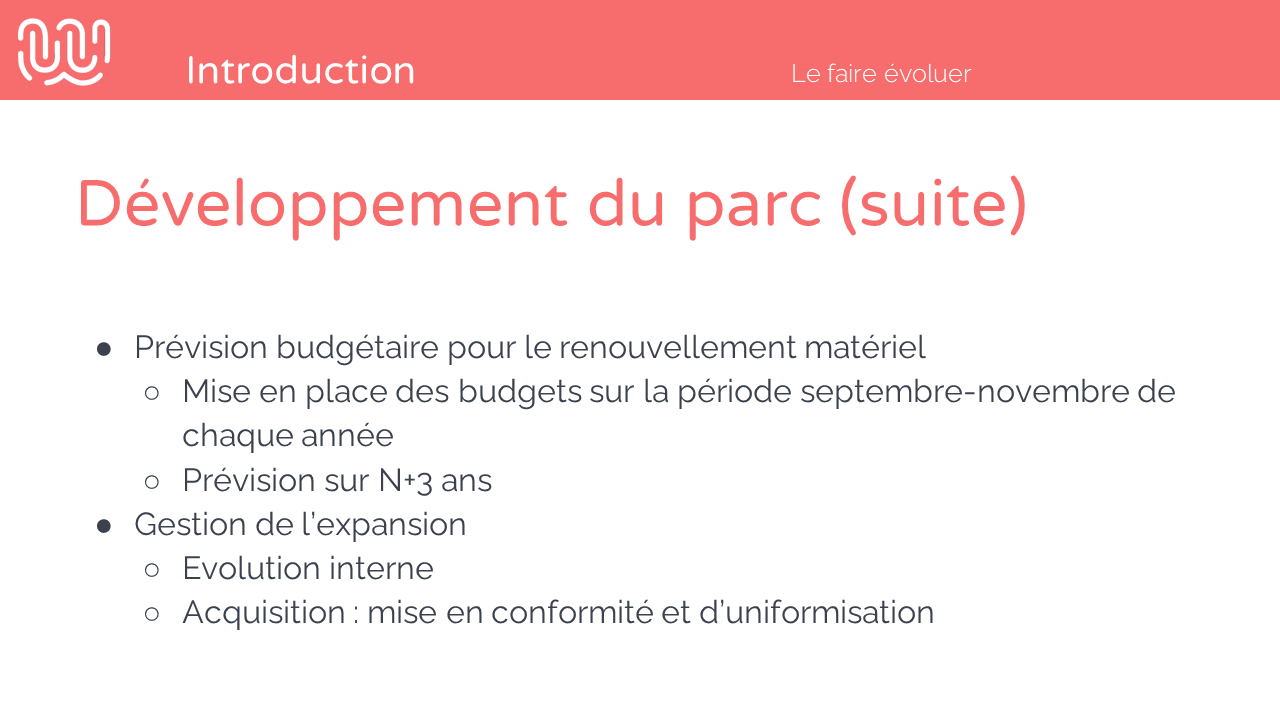 Introduction
Le faire évoluer
Développement du parc (suite)
● Prévision budgétaire pour le renouvellement matériel
○ Mise en place des budgets sur la période septembre-novembre de
chaque année
○ Prévision sur N+3 ans
● Gestion de l’expansion
○ Evolution interne
○ Acquisition : mise en conformité et d’uniformisation